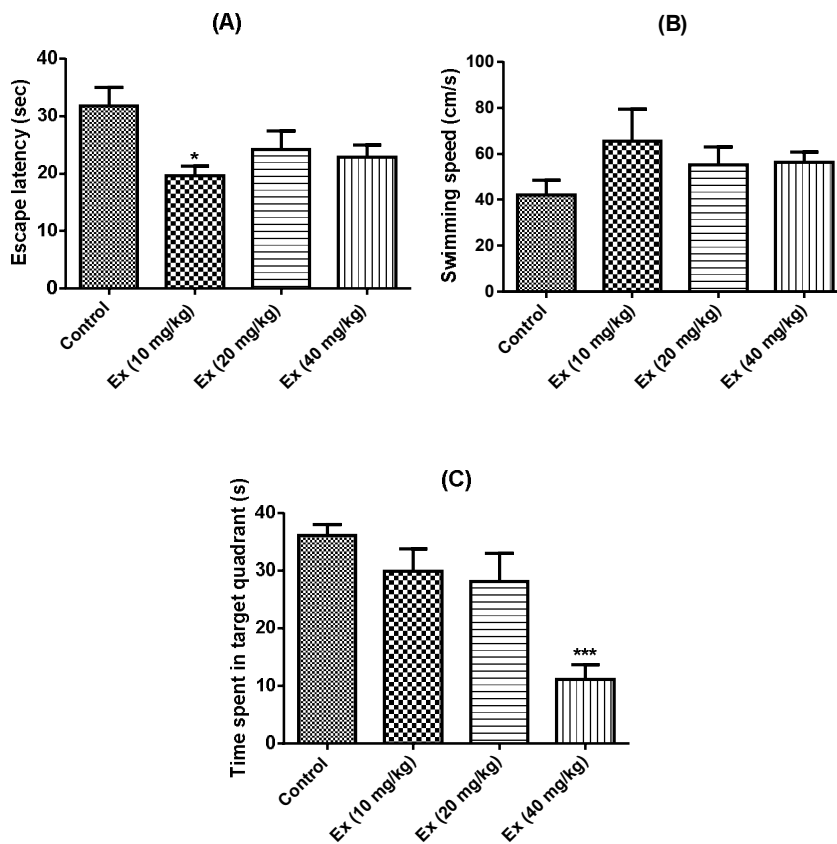 (A)
Escape latency (sec)
40
30
20
10
0
*
Control
Ex (10 mg/kg)
Ex (20 mg/kg)
Ex (40 mg/kg)
(B)
Swimming speed (cm/s)
100
80
60
40
20
0
Control
Ex (10 mg/kg)
Ex (20 mg/kg)
Ex (40 mg/kg)
(C)
Time spent in target quadrant (s)
40
30
20
10
0
***
Control
Ex (10 mg/kg)
Ex (20 mg/kg)
Ex (40 mg/kg)